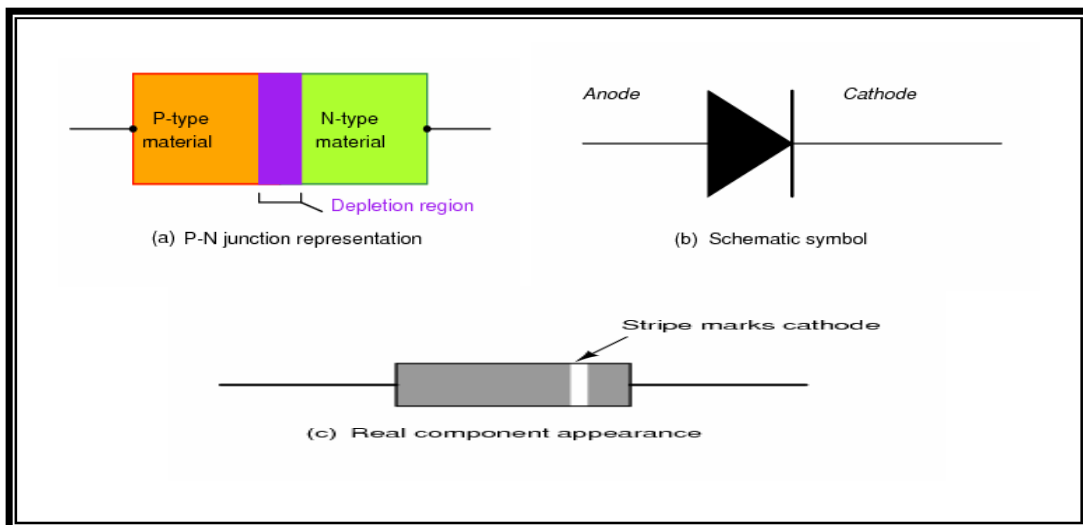 P-type
material
N-type
material
Depletion region
(a) P-N junction representation
Anode
Cathode
(b) Schematic symbol
Stripe marks cathode
(c) Real component appearance